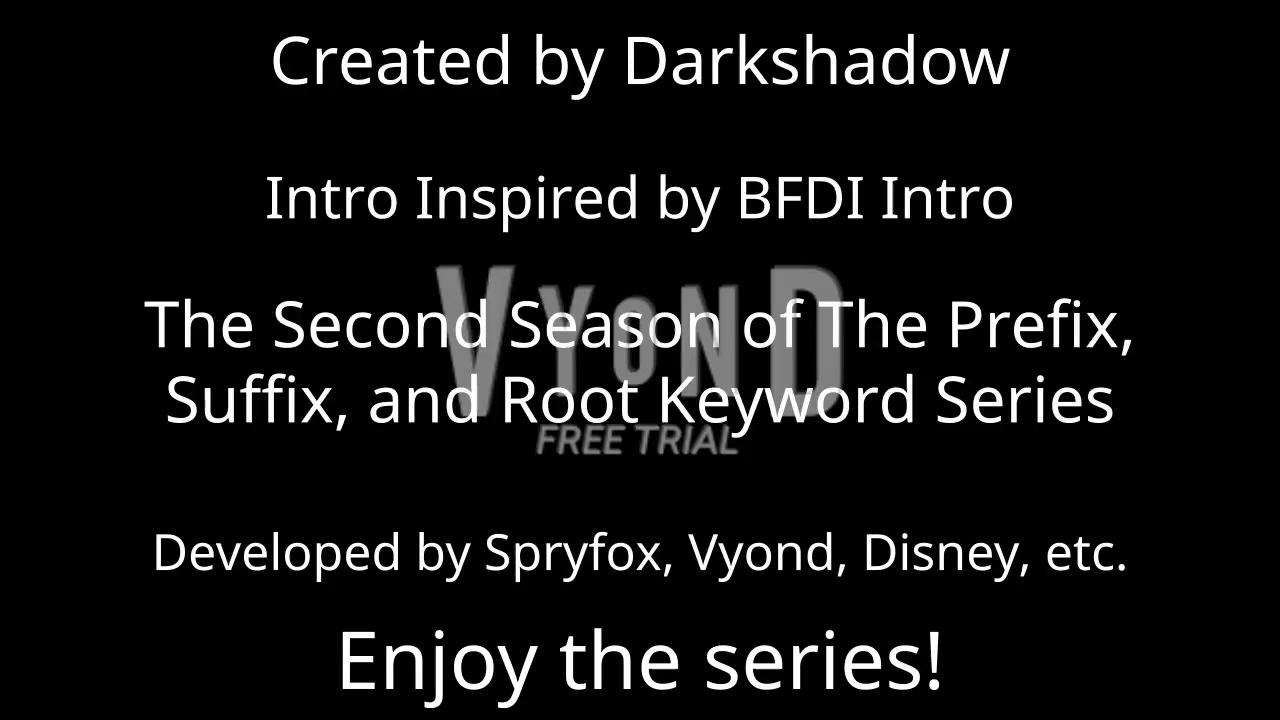 Created by Darkshadow
Intro Inspired by BFDI Intro
VYOND
The Second Season of The Prefix,
Suffix, and Root Keyword Series
FREE TRIAL
Developed by Spryfox, Vyond, Disney, etc.
Enjoy the series!